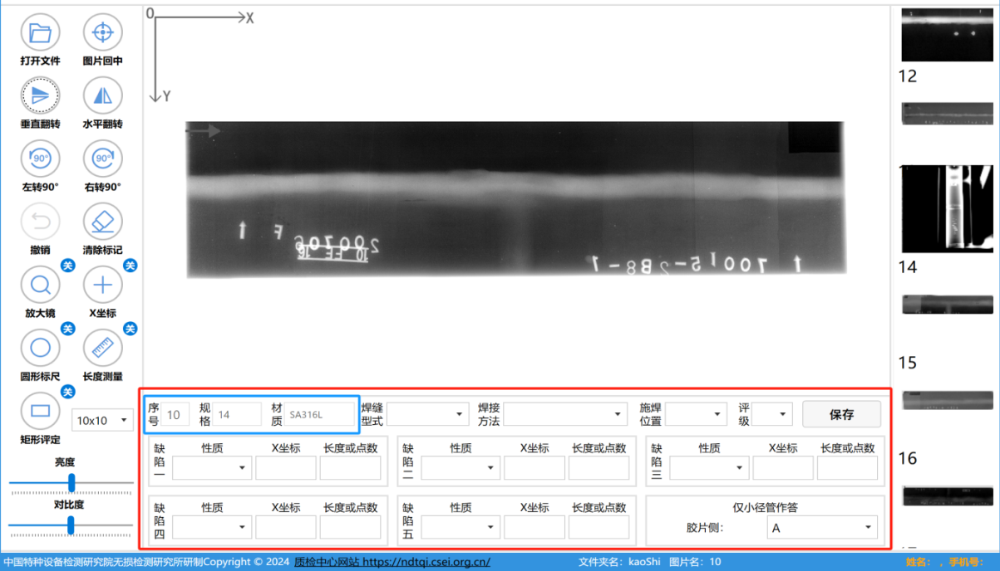 0
X
Y
打开文件
图片回中
垂直翻转
水平翻转
左转90°
90°
右转90°
90°
撤销
清除标记
关
放大镜
关
X坐标
关
圆形标尺
关
长度测量
关
矩形评定
10x10
亮度
对比度
F
200706
10 EF 16
70015-2B8-1
12
14
15
16
序号 10 规格 14 材质 SA316L 焊缝型式 焊接方法 施焊位置 评级 保存
缺陷一 性质 X坐标 长度或点数
缺陷二 性质 X坐标 长度或点数
缺陷三 性质 X坐标 长度或点数
缺陷四 性质 X坐标 长度或点数
缺陷五 性质 X坐标 长度或点数
仅小径管作答
胶片侧: A
中国特种设备检测研究院无损检测研究所研制Copyright © 2024 质检中心网站 https://ndtqi.csei.org.cn/ 文件夹名: kaoShi 图片名: 10 姓名: , 手机号: